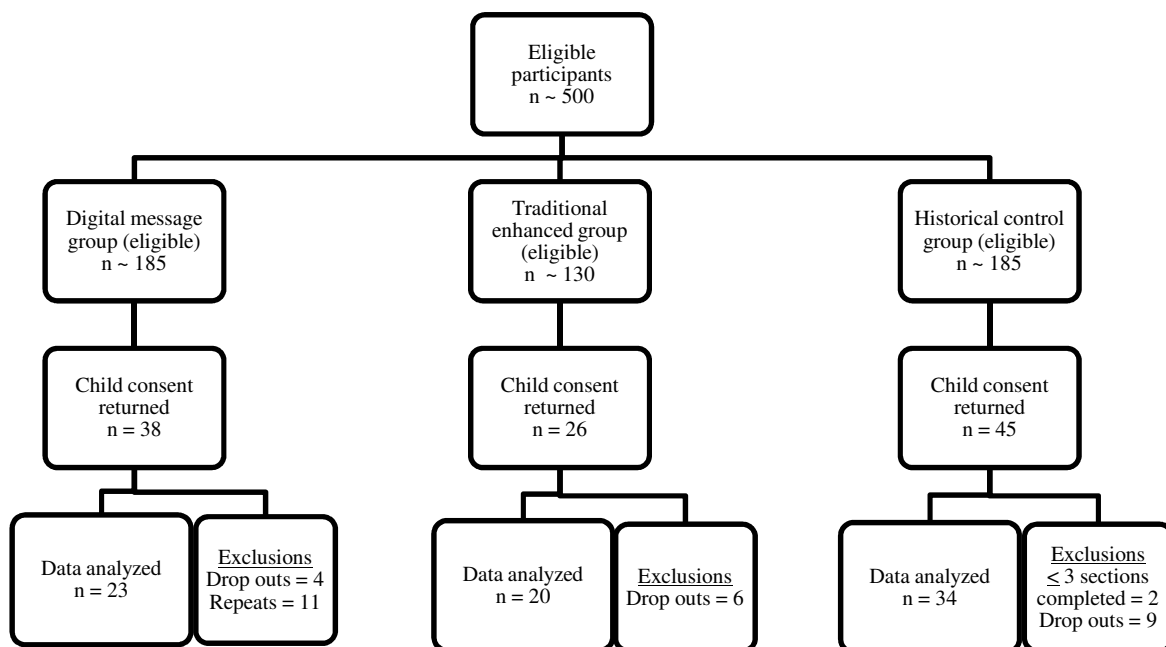 Eligible
participants
n ~ 500
Digital message
group (eligible)
n ~ 185
Traditional
enhanced group
(eligible)
n ~ 130
Historical control
group (eligible)
n ~ 185
Child consent
returned
n = 38
Child consent
returned
n = 26
Child consent
returned
n = 45
Data analyzed
n = 23
Exclusions
Drop outs = 4
Repeats = 11
Data analyzed
n = 20
Exclusions
Drop outs = 6
Data analyzed
n = 34
Exclusions
≤ 3 sections
completed = 2
Drop outs = 9